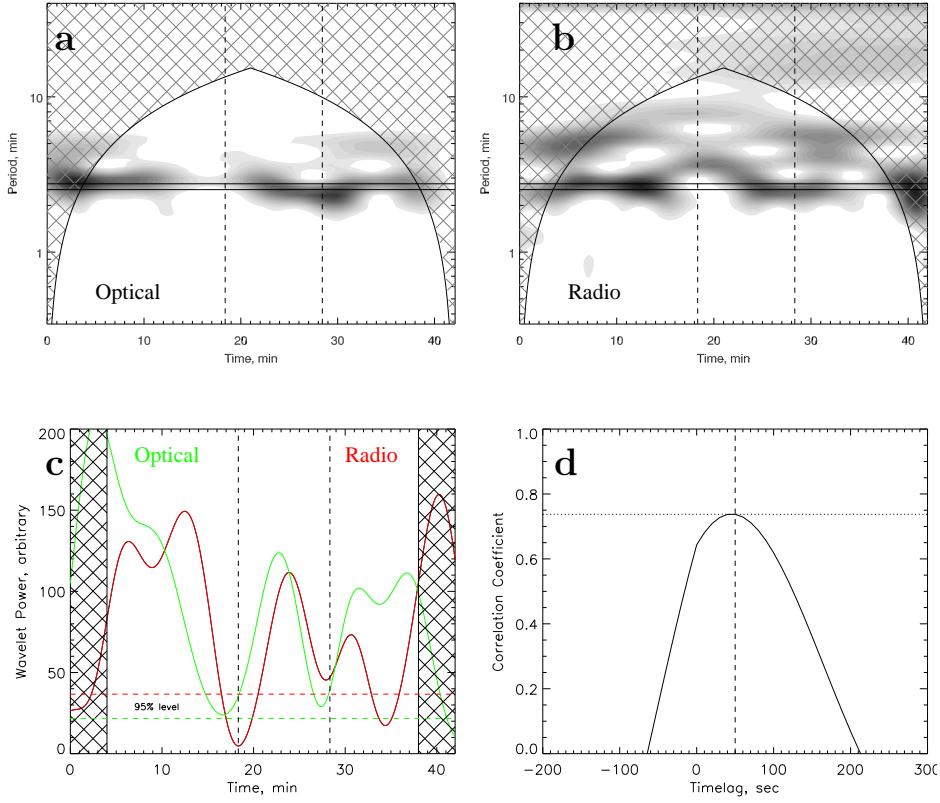 a
10
1
Period, min
Optical
0 10 20 30 40
Time, min
b
10
1
Period, min
Radio
0 10 20 30 40
Time, min
c
200
150
100
50
0
Wavelet Power, arbitrary
Optical
Radio
95% level
0 10 20 30 40
Time, min
d
1.0
0.8
0.6
0.4
0.2
0.0
Correlation Coefficient
-200 -100 0 100 200 300
Timelag, sec